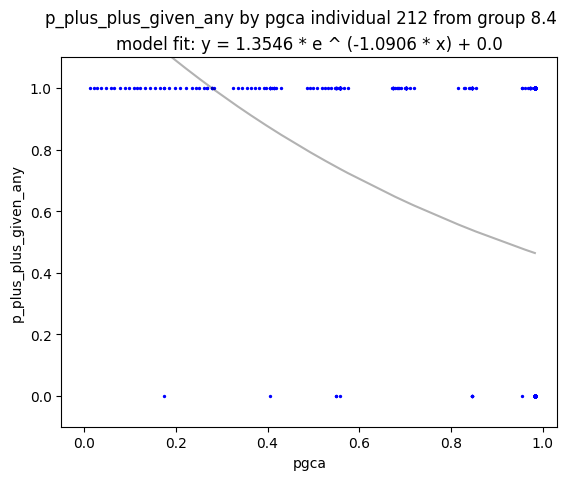 p_plus_plus_given_any by pgca individual 212 from group 8.4
model fit: y = 1.3546 * e ^ (-1.0906 * x) + 0.0
1.0
0.8
0.6
0.4
0.2
0.0
p_plus_plus_given_any
0.0 0.2 0.4 0.6 0.8 1.0
pgca